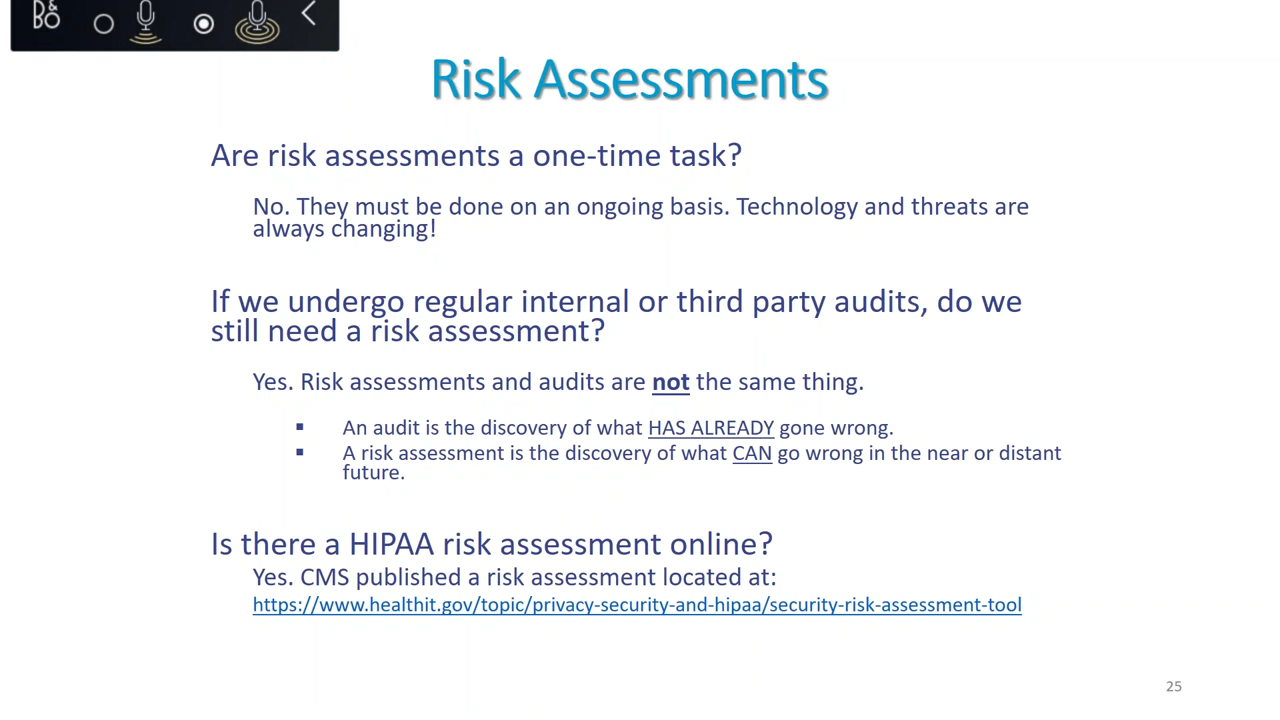 B&O
Risk Assessments
Are risk assessments a one-time task?
No. They must be done on an ongoing basis. Technology and threats are
always changing!
If we undergo regular internal or third party audits, do we
still need a risk assessment?
Yes. Risk assessments and audits are not the same thing.
▪ An audit is the discovery of what HAS ALREADY gone wrong.
▪ A risk assessment is the discovery of what CAN go wrong in the near or distant
future.
Is there a HIPAA risk assessment online?
Yes. CMS published a risk assessment located at:
https://www.healthit.gov/topic/privacy-security-and-hipaa/security-risk-assessment-tool
25